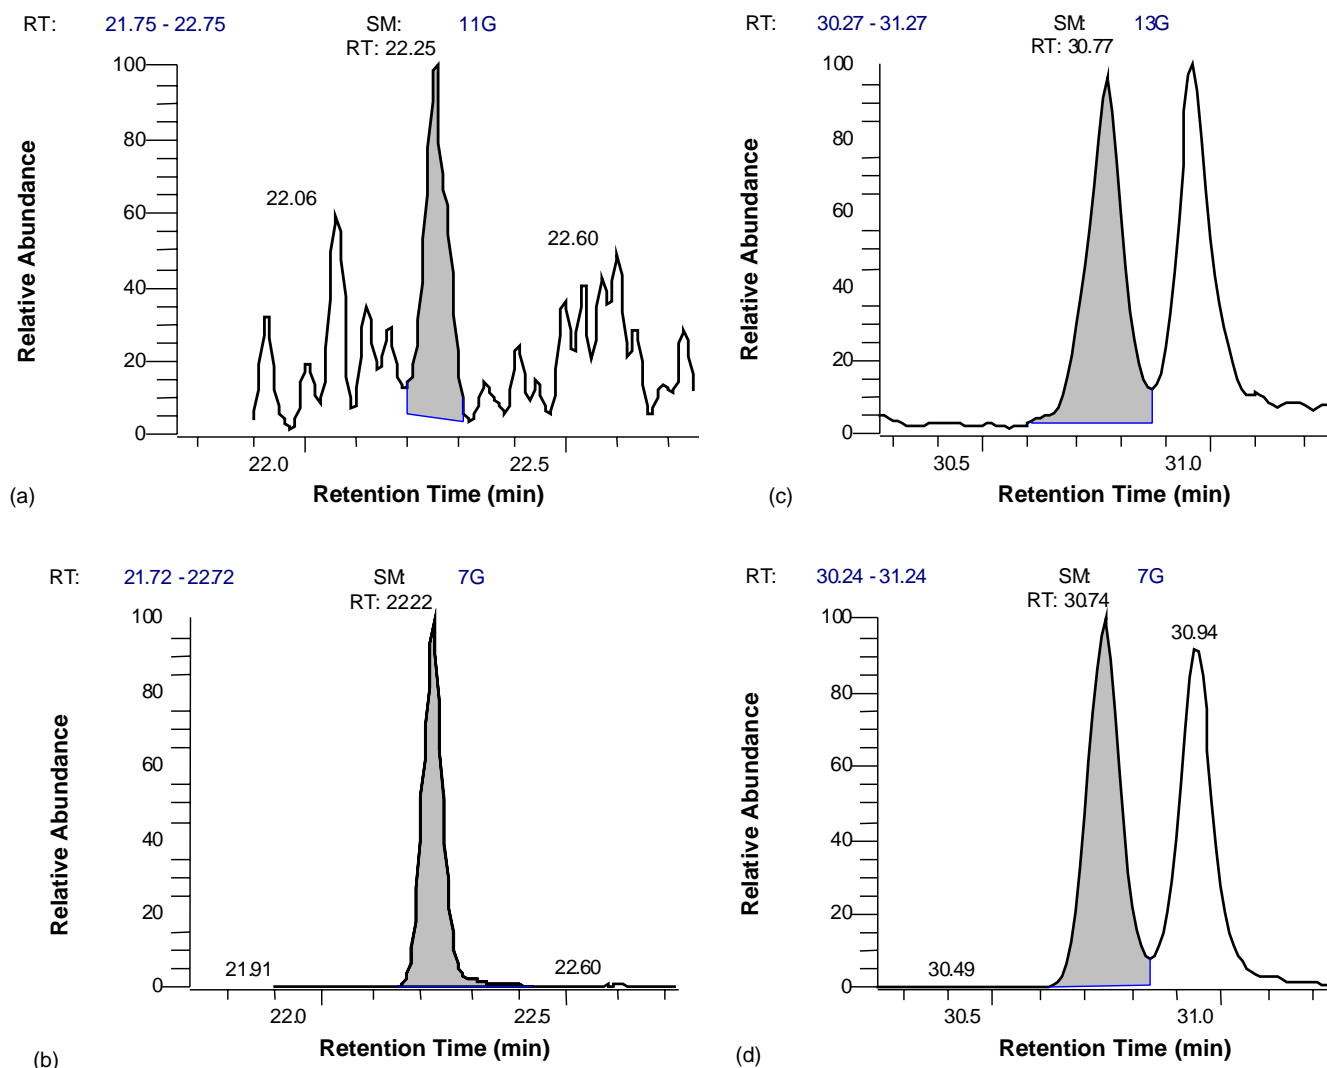 RT: 21.75 - 22.75 SM: 11G
RT: 22.25
100
80
60
40
20
0
22.06
22.60
Relative Abundance
22.0 22.5
Retention Time (min)
(a)
RT: 30.27 - 31.27 SM: 13G
RT: 30.77
100
80
60
40
20
0
Relative Abundance
30.5 31.0
Retention Time (min)
(c)
RT: 21.72 - 22.72 SM: 7G
RT: 22.22
100
80
60
40
20
0
21.91
22.60
Relative Abundance
22.0 22.5
Retention Time (min)
(b)
RT: 30.24 - 31.24 SM: 7G
RT: 30.74
30.94
100
80
60
40
20
0
30.49
Relative Abundance
30.5 31.0
Retention Time (min)
(d)